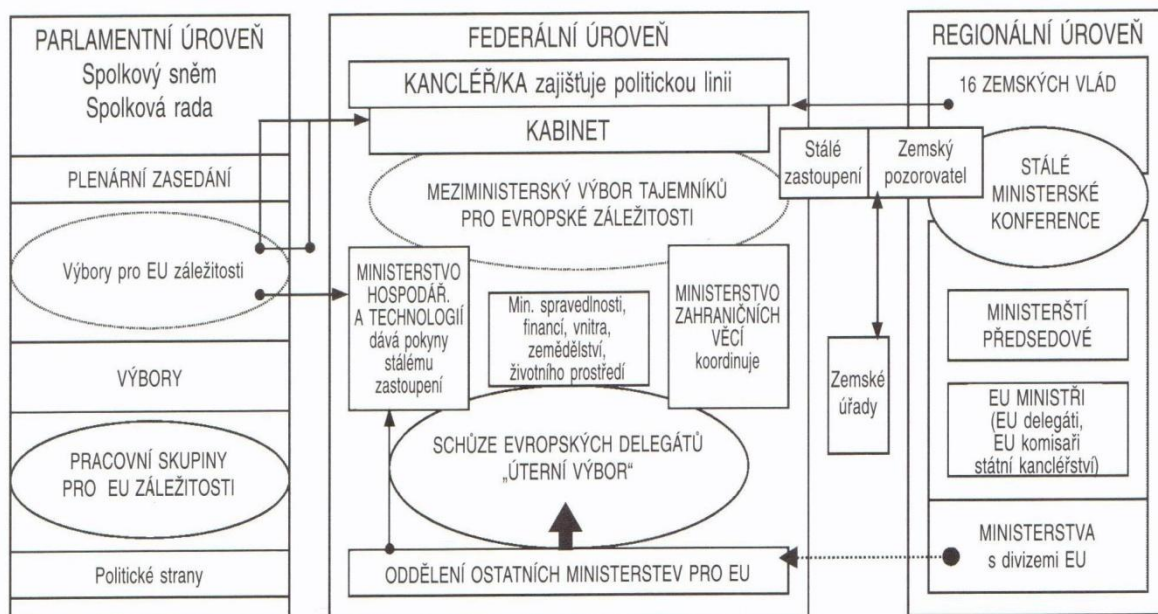 PARLAMENTNÍ ÚROVEŇ
Spolkový sněm
Spolková rada
PLENÁRNÍ ZASEDÁNÍ
Výbory pro EU záležitosti
VÝBORY
PRACOVNÍ SKUPINY
PRO EU ZÁLEŽITOSTI
Politické strany
FEDERÁLNÍ ÚROVEŇ
KANCLÉŘ/KA zajišťuje politickou linii
KABINET
MEZIMINISTERSKÝ VÝBOR TAJEMNÍKŮ
PRO EVROPSKÉ ZÁLEŽITOSTI
MINISTERSTVO
HOSPODÁŘ.
A TECHNOLOGIÍ
dává pokyny
stálému
zastoupení
Min. spravedlnosti,
financí, vnitra,
zemědělství,
životního prostředí
MINISTERSTVO
ZAHRANIČNÍCH
VĚCÍ
koordinuje
SCHŮZE EVROPSKÝCH DELEGÁTŮ
„ÚTERNÍ VÝBOR“
ODDĚLENÍ OSTATNÍCH MINISTERSTEV PRO EU
Stálé
zastoupení
Zemský
pozorovatel
Zemské
úřady
REGIONÁLNÍ ÚROVEŇ
16 ZEMSKÝCH VLÁD
STÁLÉ
MINISTERSKÉ
KONFERENCE
MINISTERŠTÍ
PŘEDSEDOVÉ
EU MINISTŘI
(EU delegáti,
EU komisaři
státní kancléřství)
MINISTERSTVA
s divizemi EU